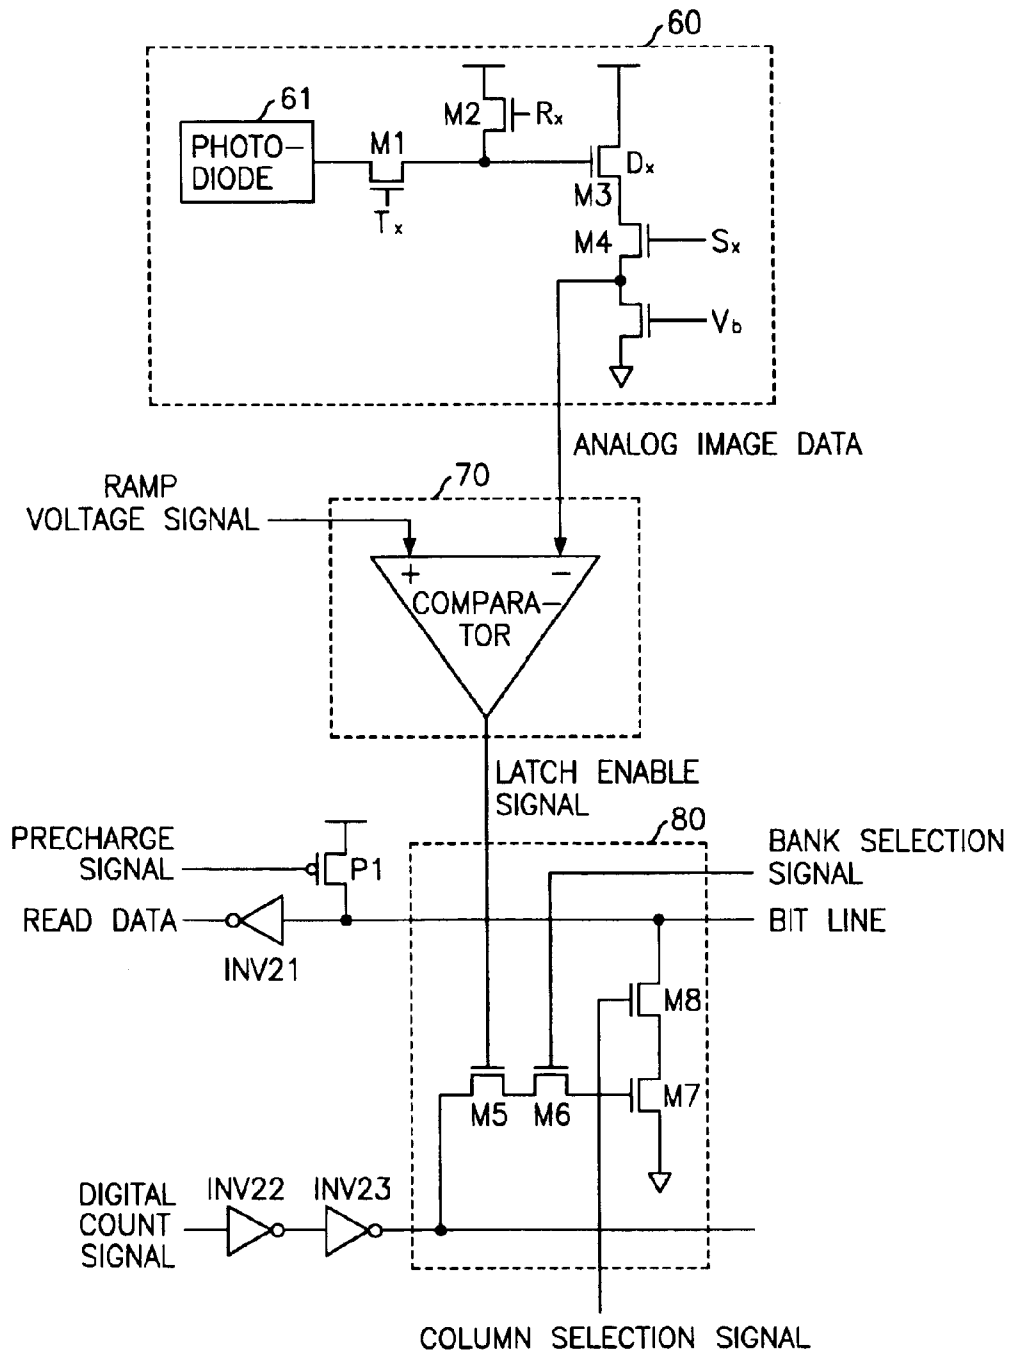 60
61
PHOTO-
DIODE
M1
Tx
M2
Rx
Dx
M3
M4
Sx
Vb
ANALOG IMAGE DATA
70
RAMP
VOLTAGE SIGNAL
+
−
COMPARA-
TOR
LATCH ENABLE
SIGNAL
80
PRECHARGE
SIGNAL
P1
BANK SELECTION
SIGNAL
READ DATA
BIT LINE
INV21
M8
M7
M5
M6
DIGITAL
COUNT
SIGNAL
INV22
INV23
COLUMN SELECTION SIGNAL